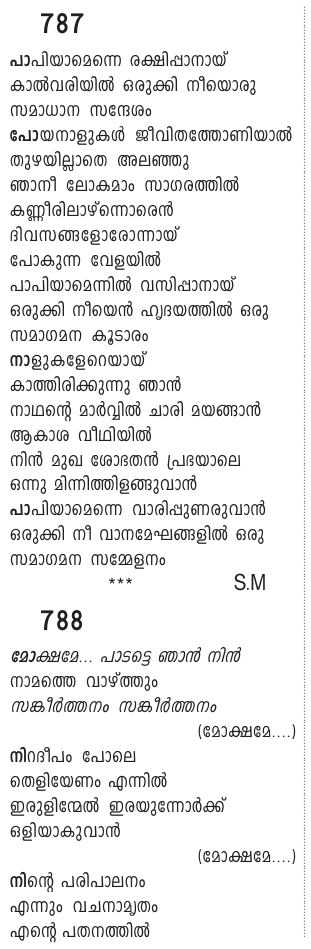 787
പാപിയാമെന്നെ രക്ഷിപ്പാനായ്
കാൽവരിയിൽ ഒരുക്കി നീയൊരു
സമാധാന സന്ദേശം
പോയനാളുകൾ ജീവിതത്തോണിയാൽ
തുഴയില്ലാതെ അലഞ്ഞു
ഞാനീ ലോകമാം സാഗരത്തിൽ
കണ്ണീരിലാഴ്ന്നൊരെൻ
ദിവസങ്ങളോരോന്നായ്
പോകുന്ന വേളയിൽ
പാപിയാമെന്നിൽ വസിപ്പാനായ്
ഒരുക്കി നീയെൻ ഹൃദയത്തിൽ ഒരു
സമാഗമന കൂടാരം
നാളുകളേറെയായ്
കാത്തിരിക്കുന്നു ഞാൻ
നാഥന്റെ മാർവ്വിൽ ചാരി മയങ്ങാൻ
ആകാശ വീഥിയിൽ
നിൻ മുഖ ശോഭതൻ പ്രഭയാലെ
ഒന്നു മിന്നിത്തിളങ്ങുവാൻ
പാപിയാമെന്നെ വാരിപ്പുണരുവാൻ
ഒരുക്കി നീ വാനമേഘങ്ങളിൽ ഒരു
സമാഗമന സമ്മേളനം
*** S.M
788
മോക്ഷമേ... പാടട്ടെ ഞാൻ നിൻ
നാമത്തെ വാഴ്ത്തും
സങ്കീർത്തനം സങ്കീർത്തനം
(മോക്ഷമേ....)
നിറദീപം പോലെ
തെളിയേണം എന്നിൽ
ഇരുളിന്മേൽ ഇരയുന്നോർക്ക്
ഒളിയാകുവാൻ
(മോക്ഷമേ....)
നിന്റെ പരിപാലനം
എന്നും വചനാമൃതം
എന്റെ പതനത്തിൽ